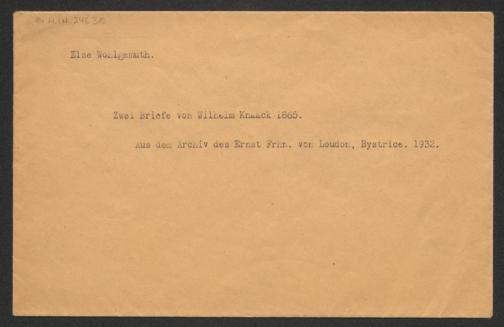 Else Wohlgemuth.
Zwei Briefe von Wilhelm Knaack 1865.
Aus dem Archiv des Ernst Frhn. von Loudon, Bystrice. 1932.